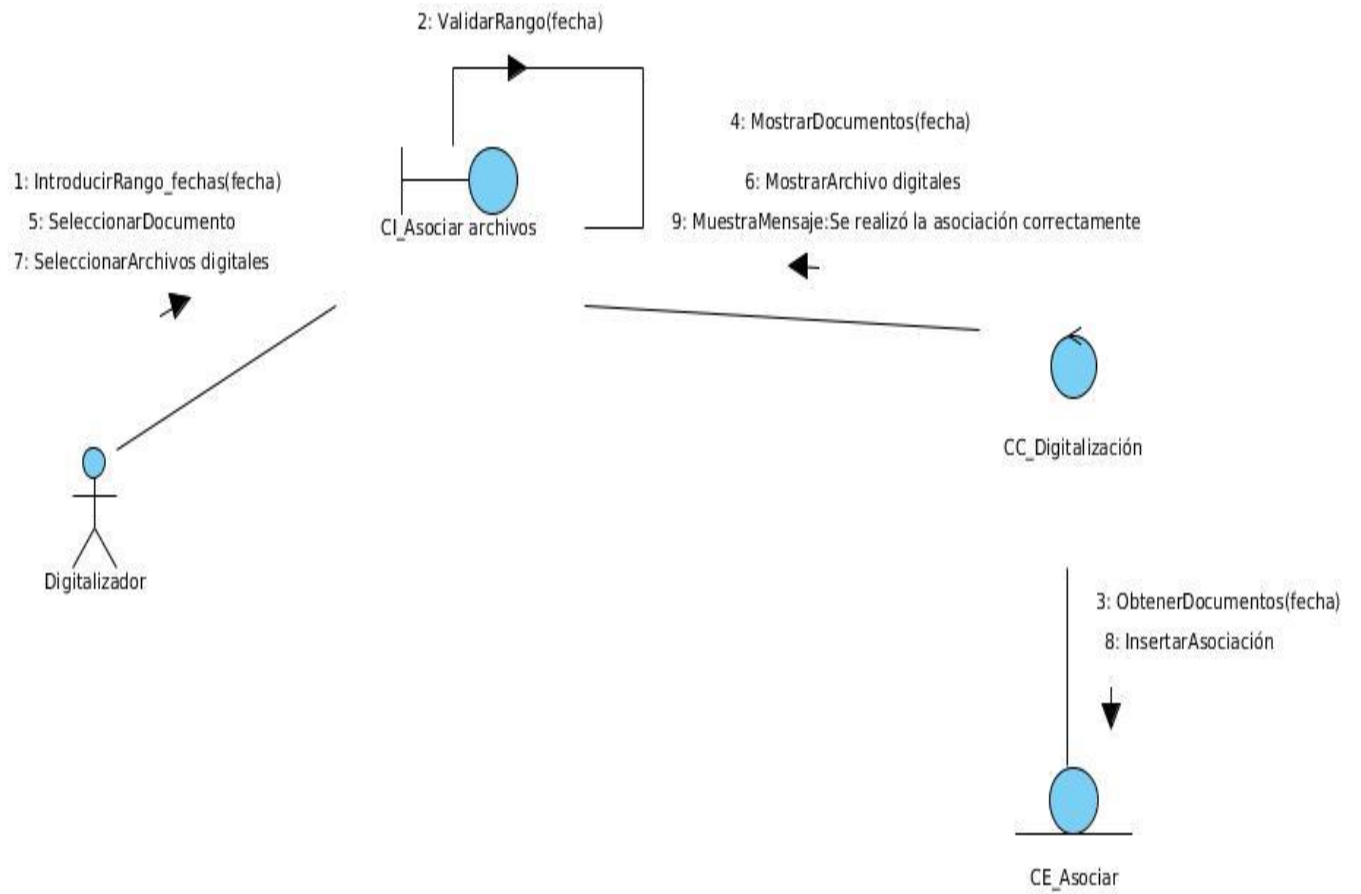 2: ValidarRango(fecha)
4: MostrarDocumentos(fecha)
1: IntroducirRango_fechas(fecha)
6: MostrarArchivo digitales
5: SeleccionarDocumento
CI_Asociar archivos
9: MuestraMensaje:Se realizó la asociación correctamente
7: SeleccionarArchivos digitales
CC_Digitalización
Digitalizador
3: ObtenerDocumentos(fecha)
8: InsertarAsociación
CE_Asociar